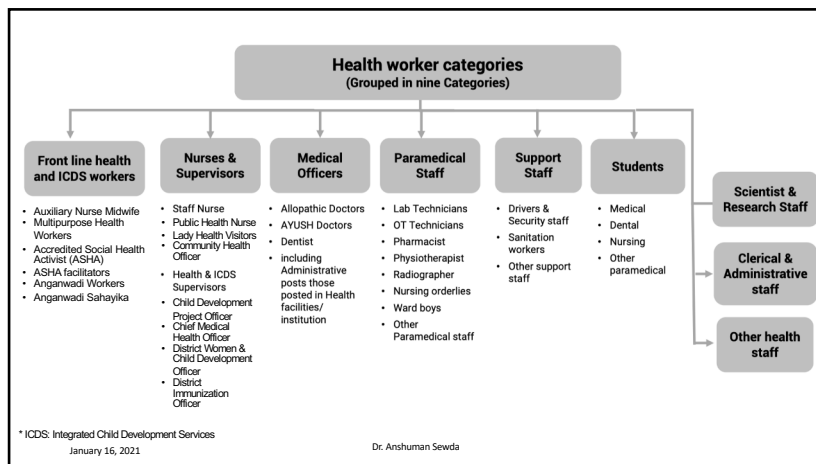 Health worker categories
(Grouped in nine Categories)
Front line health
and ICDS workers
• Auxiliary Nurse Midwife
• Multipurpose Health
Workers
• Accredited Social Health
Activist (ASHA)
• ASHA facilitators
• Anganwadi Workers
• Anganwadi Sahayika
Nurses &
Supervisors
• Staff Nurse
• Public Health Nurse
• Lady Health Visitors
• Community Health
Officer
• Health & ICDS
Supervisors
• Child Development
Project Officer
• Chief Medical
Health Officer
• District Women &
Child Development
Officer
• District
Immunization
Officer
Medical
Officers
• Allopathic Doctors
• AYUSH Doctors
• Dentist
• including
Administrative
posts those
posted in Health
facilities/
institution
Paramedical
Staff
• Lab Technicians
• OT Technicians
• Pharmacist
• Physiotherapist
• Radiographer
• Nursing orderlies
• Ward boys
• Other
Paramedical staff
Support
Staff
• Drivers &
Security staff
• Sanitation
workers
• Other support
staff
Students
• Medical
• Dental
• Nursing
• Other
paramedical
Scientist &
Research Staff
Clerical &
Administrative
staff
Other health
staff
* ICDS: Integrated Child Development Services
January 16, 2021
Dr. Anshuman Sewda